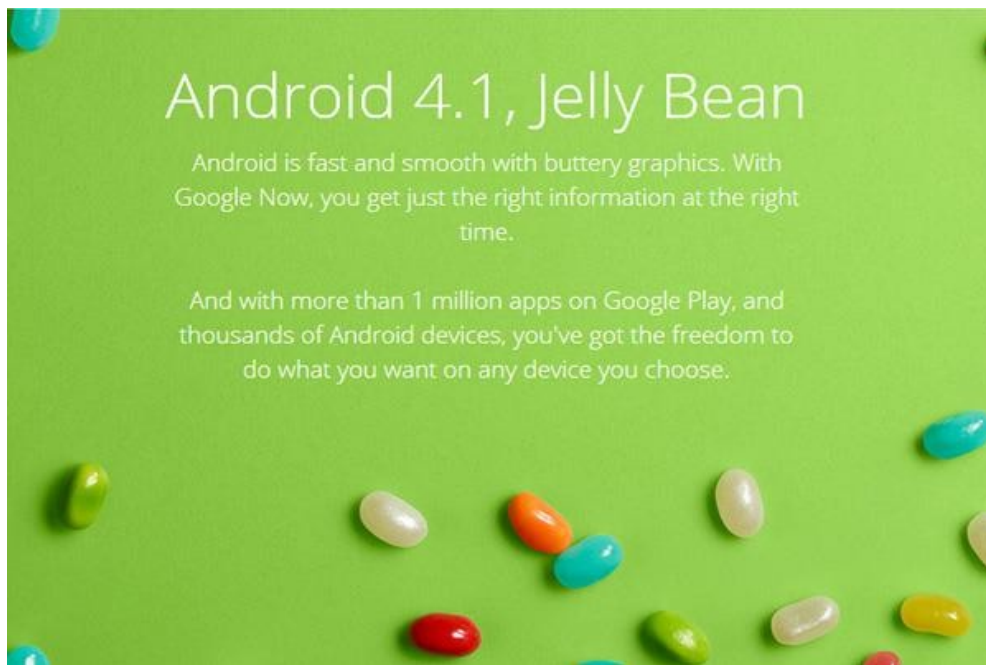 Android 4.1, Jelly Bean
Android is fast and smooth with buttery graphics. With
Google Now, you get just the right information at the right
time.
And with more than 1 million apps on Google Play, and
thousands of Android devices, you've got the freedom to
do what you want on any device you choose.